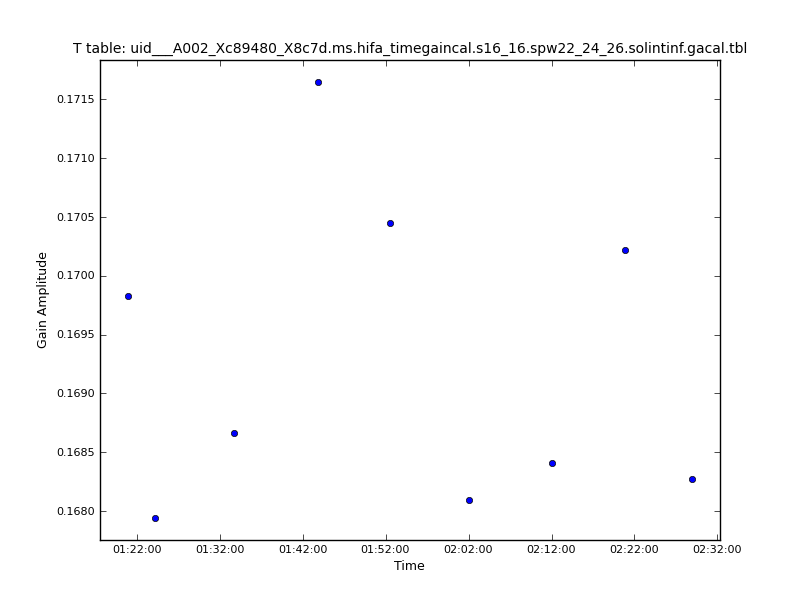 T table: uid___A002_Xc89480_X8c7d.ms.hifa_timegaincal.s16_16.spw22_24_26.solintinf.gacal.tbl
0.1715
0.1710
0.1705
0.1700
0.1695
0.1690
0.1685
0.1680
Gain Amplitude
01:22:00 01:32:00 01:42:00 01:52:00 02:02:00 02:12:00 02:22:00 02:32:00
Time